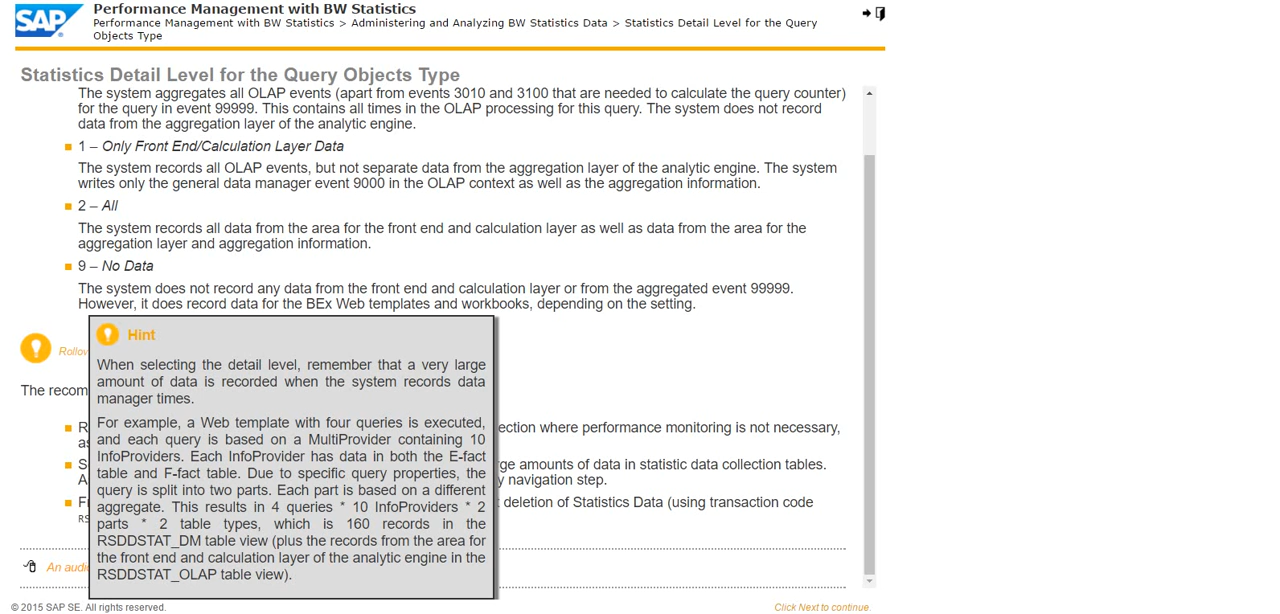 SAP
Performance Management with BW Statistics
Performance Management with BW Statistics > Administering and Analyzing BW Statistics Data > Statistics Detail Level for the Query
Objects Type
Statistics Detail Level for the Query Objects Type
The system aggregates all OLAP events (apart from events 3010 and 3100 that are needed to calculate the query counter)
for the query in event 99999. This contains all times in the OLAP processing for this query. The system does not record
data from the aggregation layer of the analytic engine.
1 – Only Front End/Calculation Layer Data
The system records all OLAP events, but not separate data from the aggregation layer of the analytic engine. The system
writes only the general data manager event 9000 in the OLAP context as well as the aggregation information.
2 – All
The system records all data from the area for the front end and calculation layer as well as data from the area for the
aggregation layer and aggregation information.
9 – No Data
The system does not record any data from the front end and calculation layer or from the aggregated event 99999.
However, it does record data for the BEx Web templates and workbooks, depending on the setting.
Hint
When selecting the detail level, remember that a very large
amount of data is recorded when the system records data
manager times.
For example, a Web template with four queries is executed,
and each query is based on a MultiProvider containing 10
InfoProviders. Each InfoProvider has data in both the E-fact
table and F-fact table. Due to specific query properties, the
query is split into two parts. Each part is based on a different
aggregate. This results in 4 queries * 10 InfoProviders * 2
parts * 2 table types, which is 160 records in the
RSDDSTAT_DM table view (plus the records from the area for
the front end and calculation layer of the analytic engine in the
RSDDSTAT_OLAP table view).
The
where performance monitoring is not necessary,
amounts of data in statistic data collection tables.
navigation step.
deletion of Statistics Data (using transaction code
An
© 2015 SAP SE. All rights reserved.
Click Next to continue.